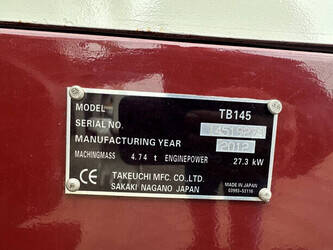 MODEL TB145
SERIAL NO.
MANUFACTURING YEAR 2012
MACHINGMASS 4.74 t ENGINEPOWER 27.3 kW
CE TAKEUCHI MFC. CO.,LTD. MADE IN JAPAN
SAKAKI NAGANO JAPAN